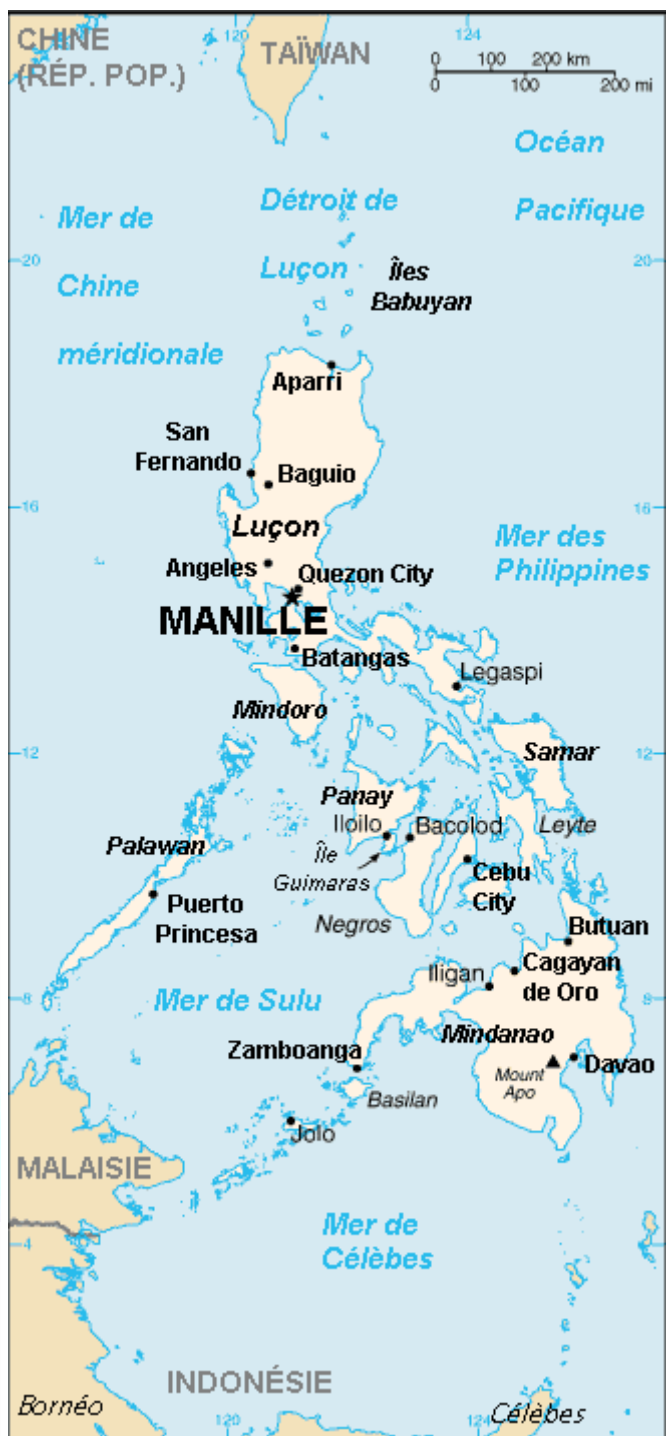 CHINE
(RÉP. POP.)
120
TAÏWAN
124
0 100 200 km
0 100 200 mi
Océan
Pacifique
Mer de
Chine
méridionale
Détroit de
Luçon
20
20
Îles
Babuyan
Aparri
San
Fernando
Baguio
16
16
Luçon
Mer des
Philippines
Angeles
Quezon City
MANILLE
Batangas
Legaspi
Mindoro
12
12
Samar
Panay
Iloilo
Bacolod
Leyte
Palawan
Île
Guimaras
Cebu
City
Puerto
Princesa
Negros
Butuan
Iligan
Cagayan
de Oro
8
8
Mer de Sulu
Mindanao
Zamboanga
Davao
Mount
Apo
Basilan
Jolo
MALAISIE
Mer de
Célèbes
4
4
INDONÉSIE
Bornéo
120
124
Célèbes